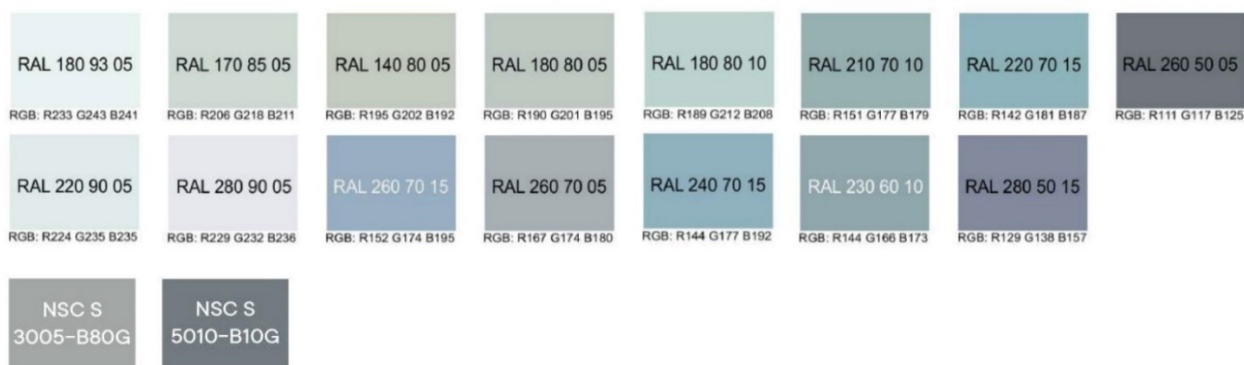 RAL 180 93 05
RAL 170 85 05
RAL 140 80 05
RAL 180 80 05
RAL 180 80 10
RAL 210 70 10
RAL 220 70 15
RAL 260 50 05
RGB: R233 G243 B241
RGB: R206 G218 B211
RGB: R195 G202 B192
RGB: R190 G201 B195
RGB: R189 G212 B208
RGB: R151 G177 B179
RGB: R142 G181 B187
RGB: R111 G117 B125
RAL 220 90 05
RAL 280 90 05
RAL 260 70 15
RAL 260 70 05
RAL 240 70 15
RAL 230 60 10
RAL 280 50 15
RGB: R224 G235 B235
RGB: R229 G232 B236
RGB: R152 G174 B195
RGB: R167 G174 B180
RGB: R144 G177 B192
RGB: R144 G166 B173
RGB: R129 G138 B157
NSC S
3005-B80G
NSC S
5010-B10G